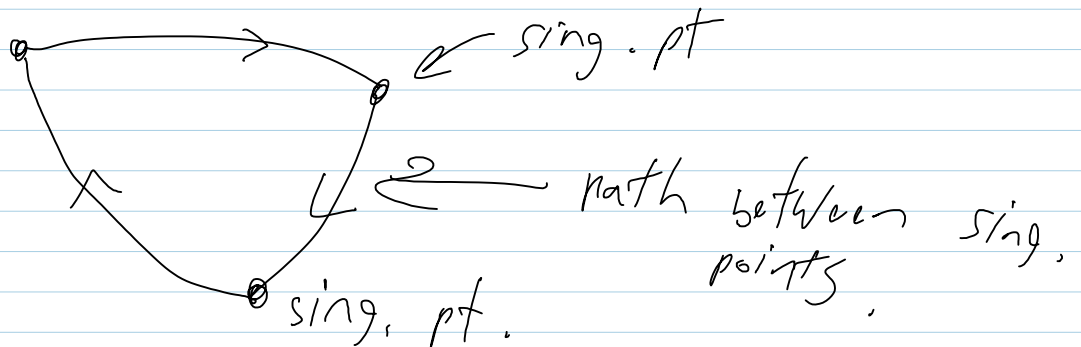 sing. pt
path between sing.
points.
sing. pt.